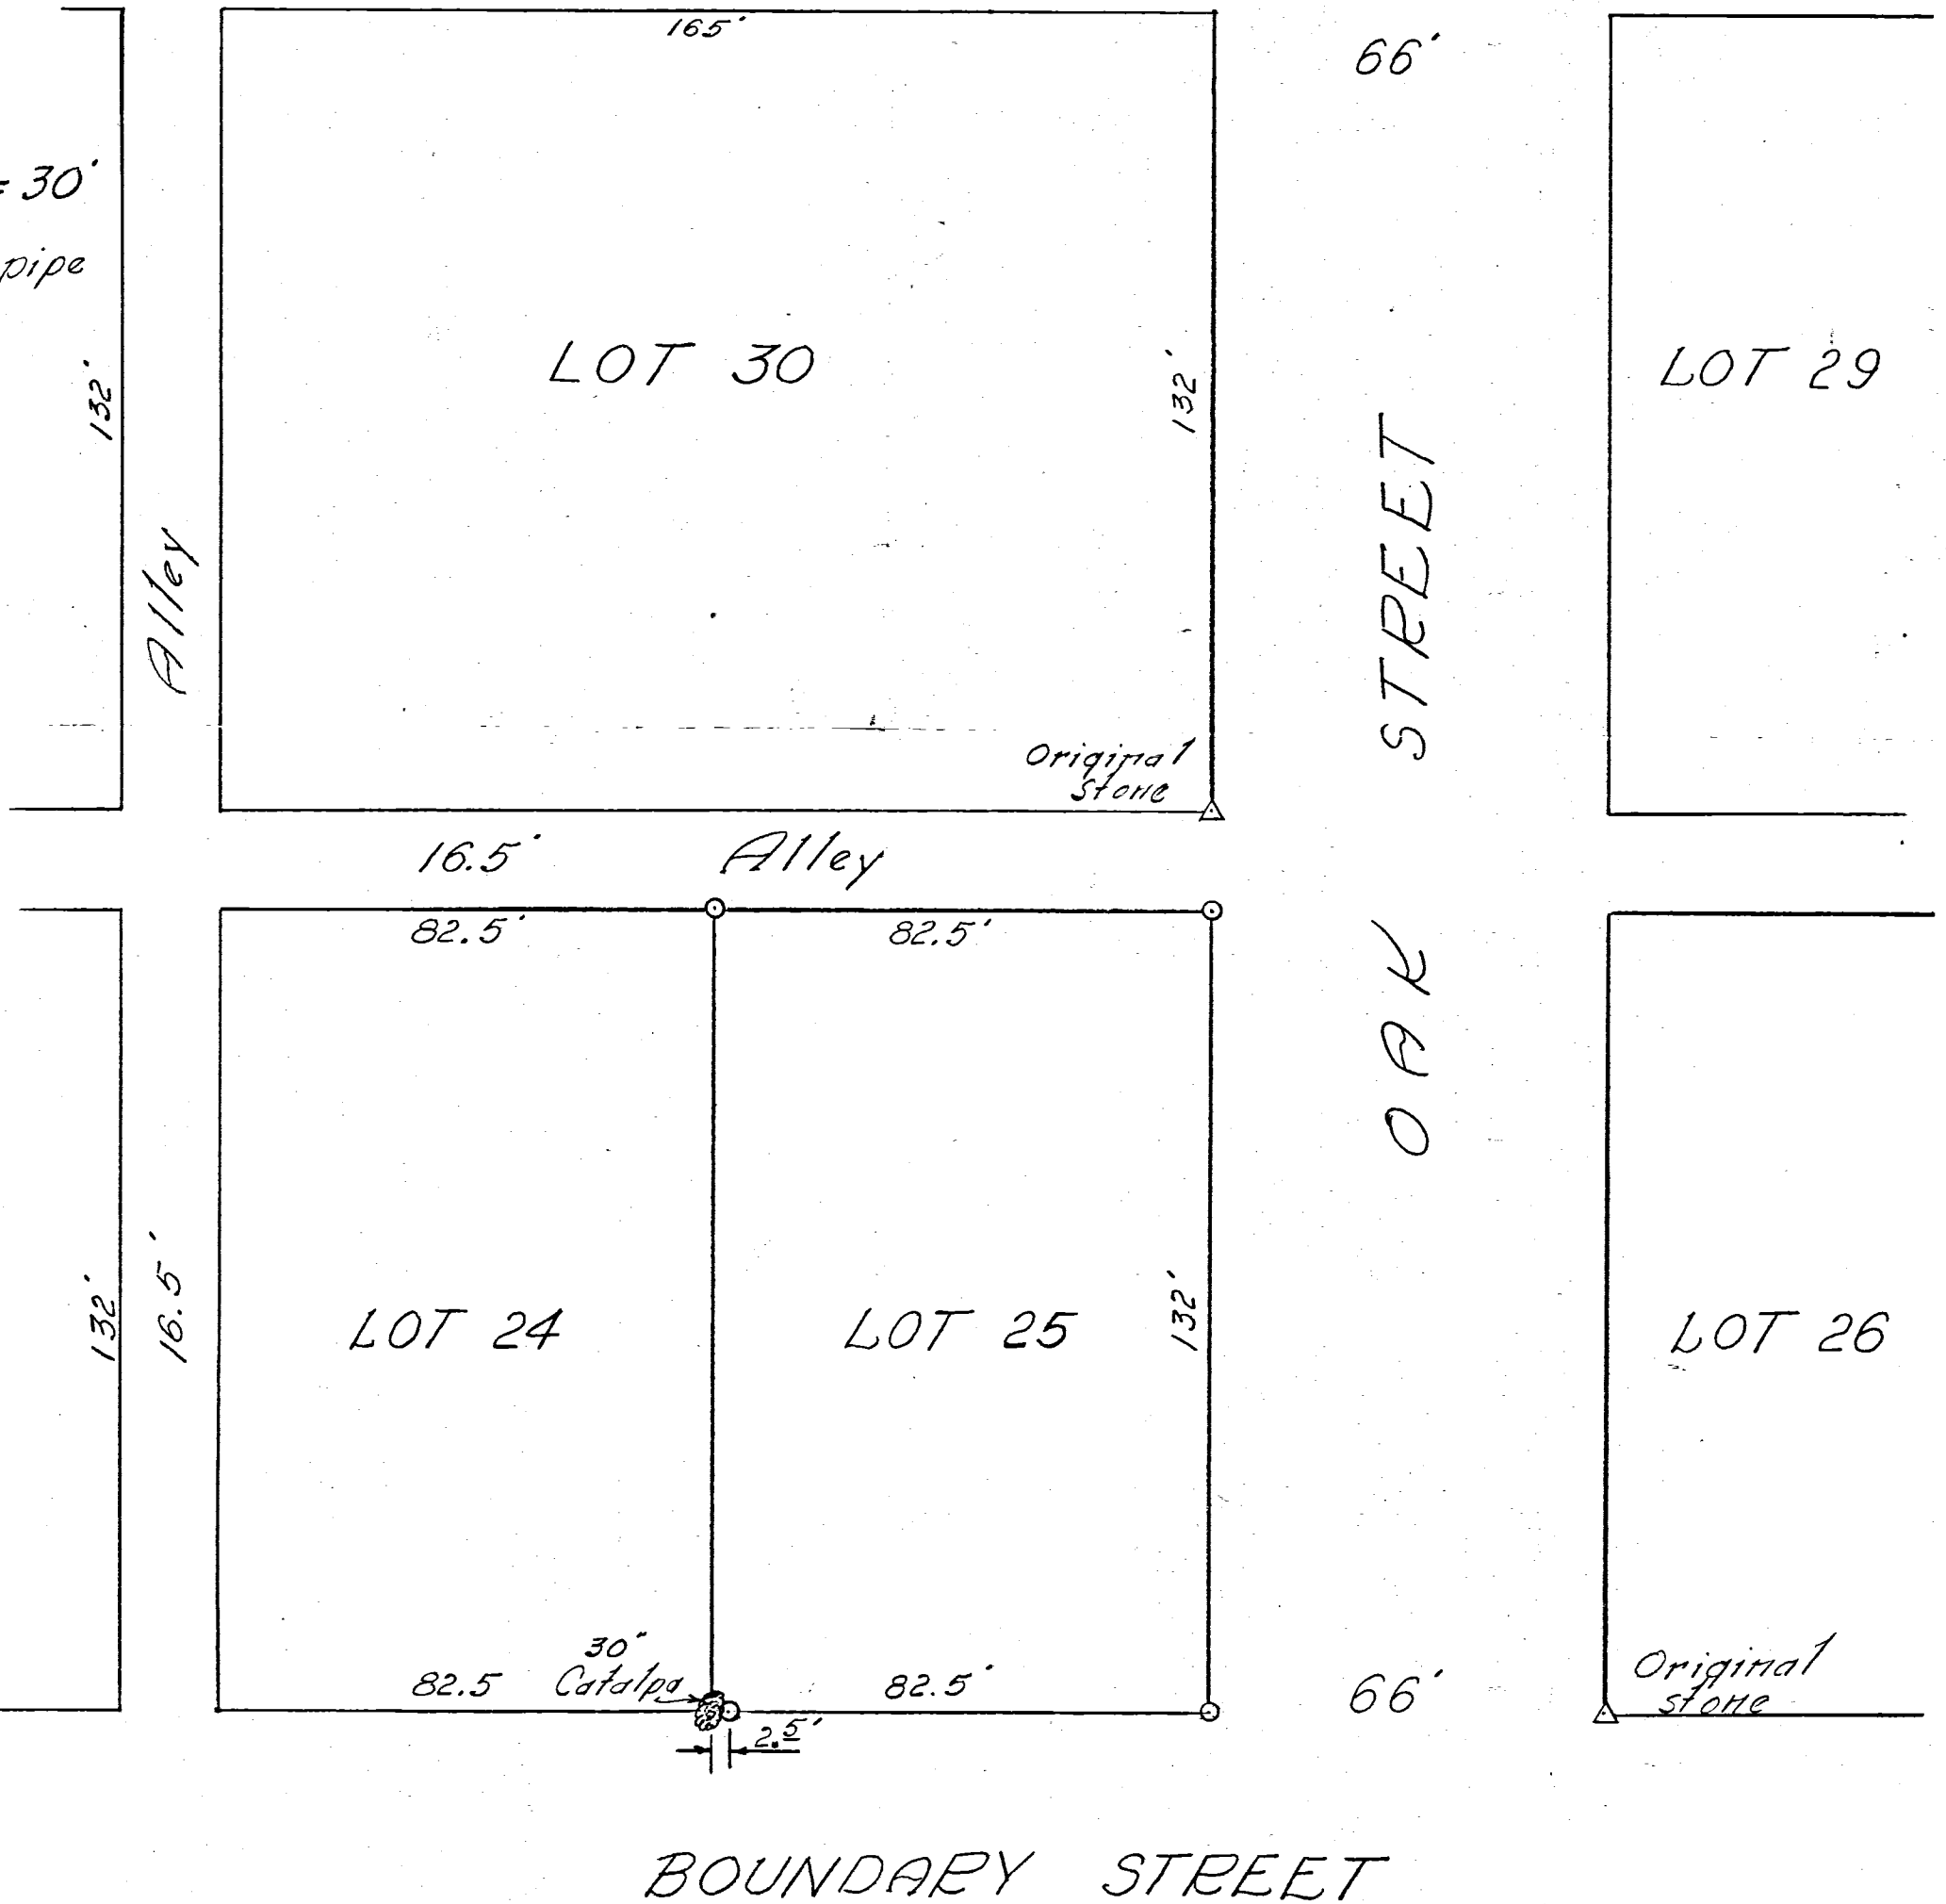 165'
66'
= 30'
pipe
LOT 30
132'
132'
LOT 29
Alley
STREET
Original
Stone
16.5'
Alley
82.5'
82.5'
OAK
132'
16.5'
LOT 24
LOT 25
132'
LOT 26
30"
Catalpa
82.5
82.5'
66'
Original
stone
2.5'
BOUNDARY STREET